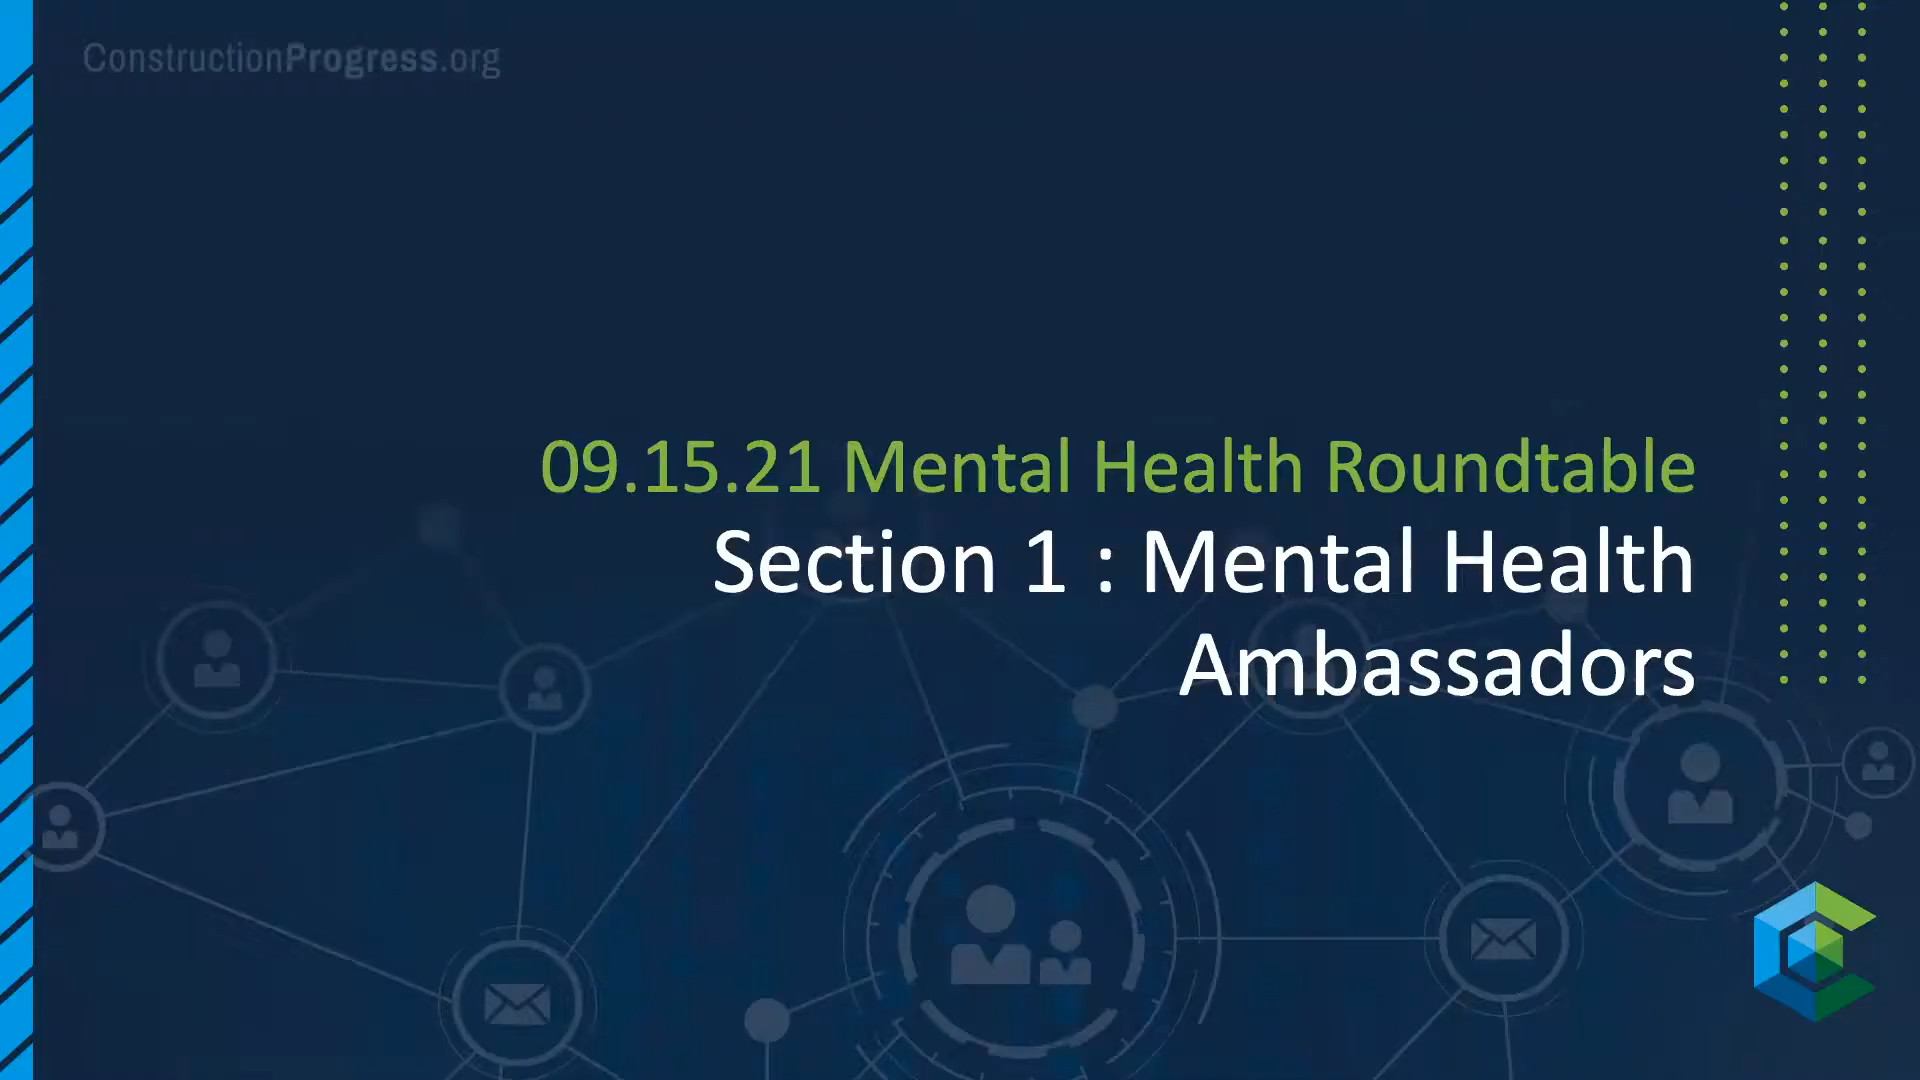 ConstructionProgress.org
09.15.21 Mental Health Roundtable
Section 1 : Mental Health
Ambassadors